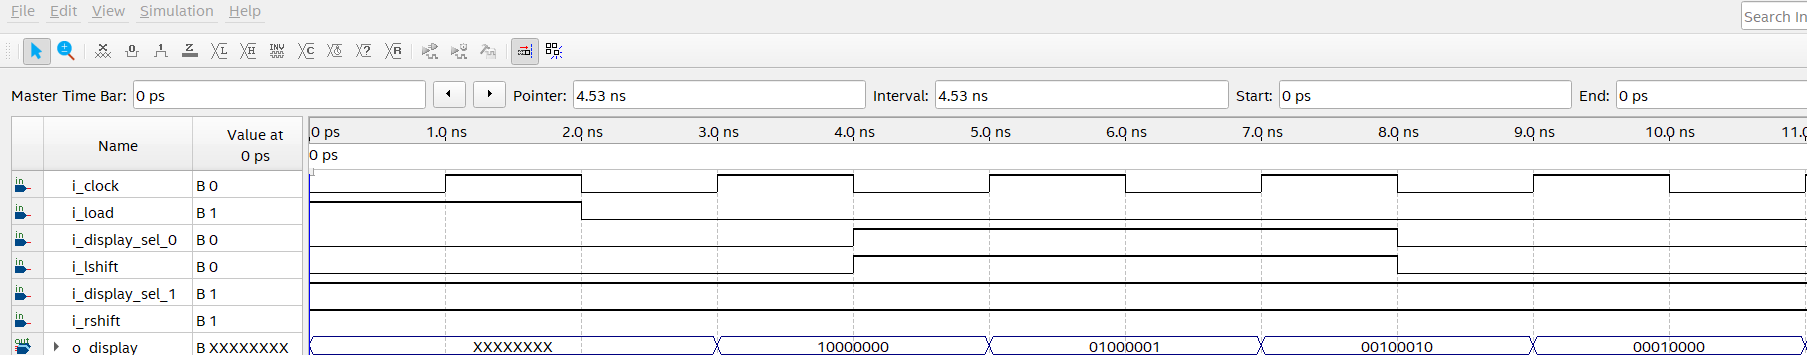 File Edit View Simulation Help
Search In
Master Time Bar: 0 ps Pointer: 4.53 ns Interval: 4.53 ns Start: 0 ps End: 0 ps
Name Value at 0 ps 0 ps 1.0 ns 2.0 ns 3.0 ns 4.0 ns 5.0 ns 6.0 ns 7.0 ns 8.0 ns 9.0 ns 10.0 ns 11.0
0 ps
in i_clock B 0
in i_load B 1
in i_display_sel_0 B 0
in i_lshift B 0
in i_display_sel_1 B 1
in i_rshift B 1
out o_display B XXXXXXXX XXXXXXXX 10000000 01000001 00100010 00010000